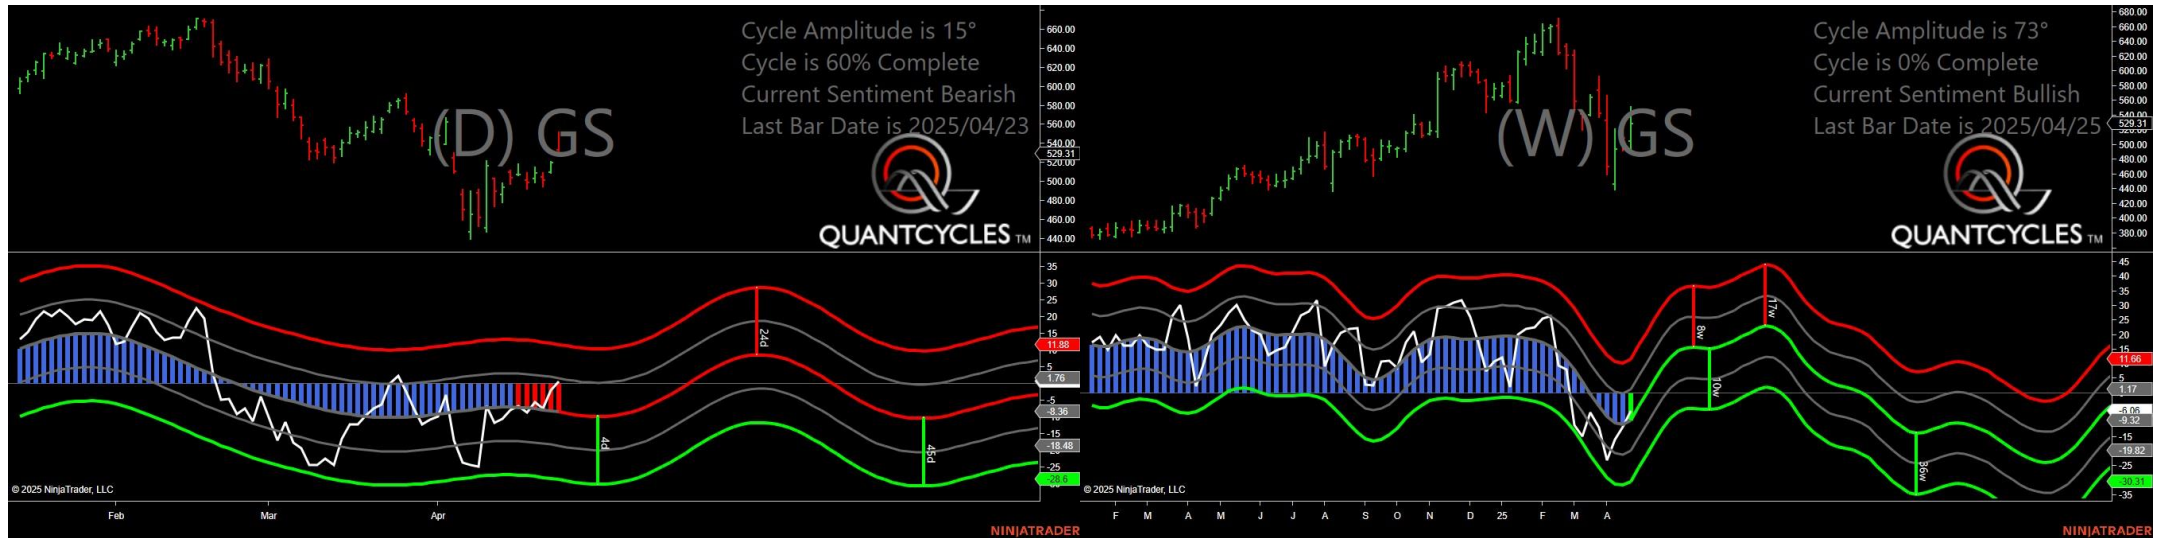 Cycle Amplitude is 15°
Cycle is 60% Complete
Current Sentiment Bearish
Last Bar Date is 2025/04/23
(D) GS
QUANTCYCLES TM
660.00
640.00
620.00
600.00
580.00
560.00
540.00
529.31
520.00
500.00
480.00
460.00
440.00
35
30
25
20
15
11.88
5
1.76
-5
-8.36
-15
-18.48
-25
-28.6
24d
4d
45d
© 2025 NinjaTrader, LLC
Feb
Mar
Apr
NINJATRADER
Cycle Amplitude is 73°
Cycle is 0% Complete
Current Sentiment Bullish
Last Bar Date is 2025/04/25
(W) GS
QUANTCYCLES TM
680.00
660.00
640.00
620.00
600.00
580.00
560.00
540.00
529.31
500.00
480.00
460.00
440.00
420.00
400.00
380.00
45
40
35
30
25
20
15
11.66
5
1.17
-6.06
-9.32
-15
-19.82
-25
-30.31
-35
8w
17w
10w
36w
© 2025 NinjaTrader, LLC
F
M
A
M
J
J
A
S
O
N
D
25
F
M
A
NINJATRADER